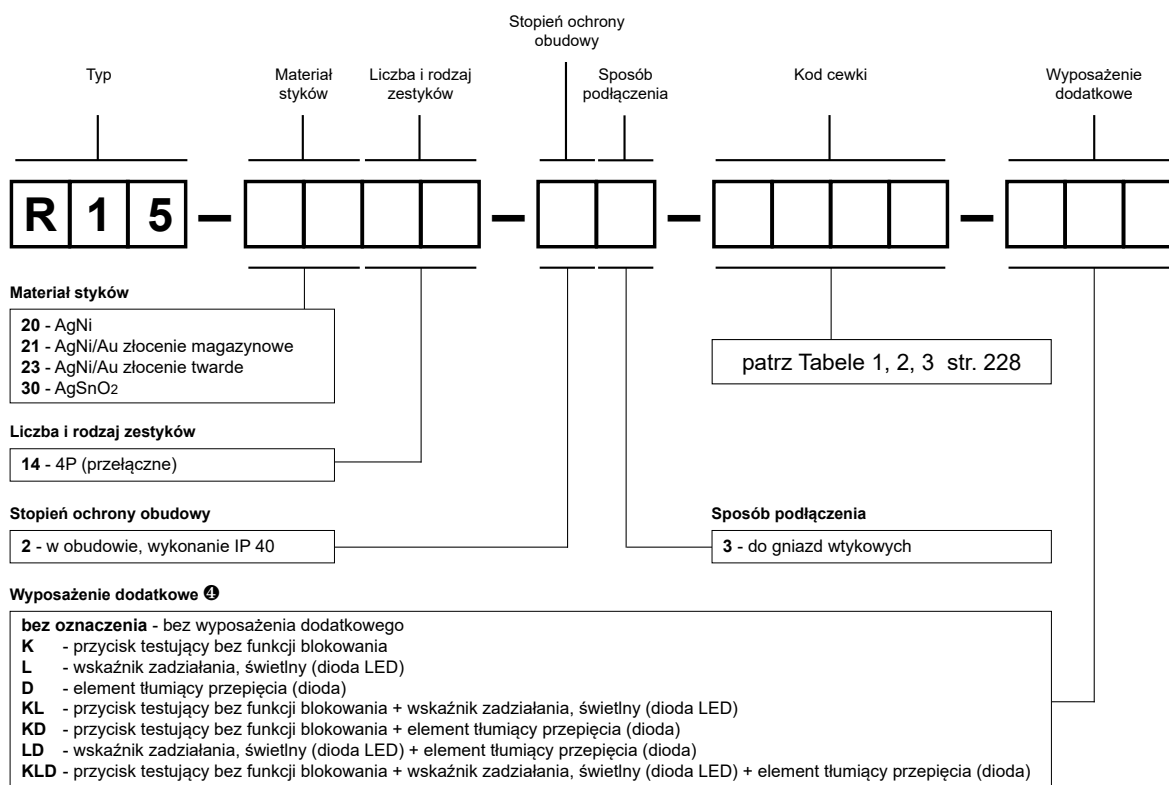 Stopień ochrony
obudowy
Typ
Materiał
styków
Liczba i rodzaj
zestyków
Sposób
podłączenia
Kod cewki
Wyposażenie
dodatkowe
R 1 5 – – – –
Materiał styków
20 - AgNi
21 - AgNi/Au złocenie magazynowe
23 - AgNi/Au złocenie twarde
30 - AgSnO2
patrz Tabele 1, 2, 3 str. 228
Liczba i rodzaj zestyków
14 - 4P (przełączne)
Stopień ochrony obudowy
2 - w obudowie, wykonanie IP 40
Sposób podłączenia
3 - do gniazd wtykowych
Wyposażenie dodatkowe ❹
bez oznaczenia - bez wyposażenia dodatkowego
K - przycisk testujący bez funkcji blokowania
L - wskaźnik zadziałania, świetlny (dioda LED)
D - element tłumiący przepięcia (dioda)
KL - przycisk testujący bez funkcji blokowania + wskaźnik zadziałania, świetlny (dioda LED)
KD - przycisk testujący bez funkcji blokowania + element tłumiący przepięcia (dioda)
LD - wskaźnik zadziałania, świetlny (dioda LED) + element tłumiący przepięcia (dioda)
KLD - przycisk testujący bez funkcji blokowania + wskaźnik zadziałania, świetlny (dioda LED) + element tłumiący przepięcia (dioda)